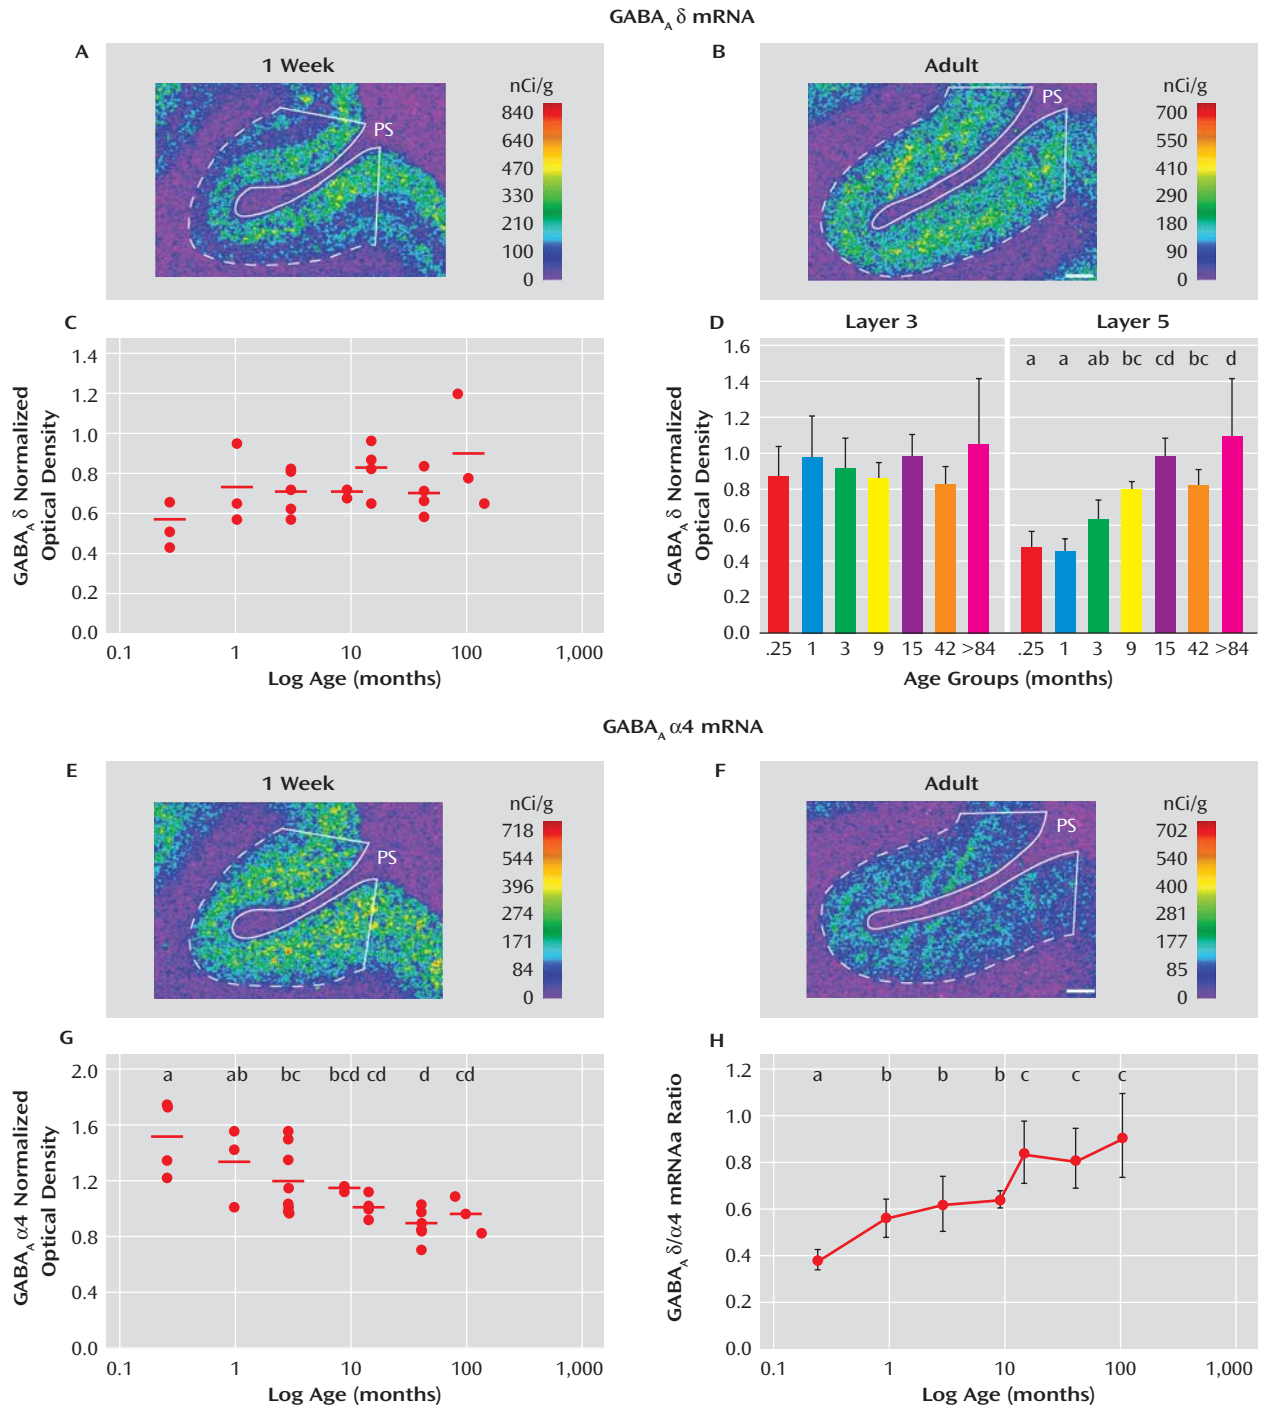 GABA_A δ mRNA
A
1 Week
nCi/g
840
640
470
330
210
100
0
PS
B
Adult
nCi/g
700
550
410
290
180
90
0
PS
C
GABA_A δ Normalized
Optical Density
1.4
1.2
1.0
0.8
0.6
0.4
0.2
0.0
0.1 1 10 100 1,000
Log Age (months)
D
Layer 3 Layer 5
GABA_A δ Normalized
Optical Density
1.6
1.4
1.2
1.0
0.8
0.6
0.4
0.2
0.0
a a ab bc cd bc d
.25 1 3 9 15 42 >84 .25 1 3 9 15 42 >84
Age Groups (months)
GABA_A α4 mRNA
E
1 Week
nCi/g
718
544
396
274
171
84
0
PS
F
Adult
nCi/g
702
540
400
281
177
85
0
PS
G
GABA_A α4 Normalized
Optical Density
2.0
1.6
1.2
0.8
0.4
0.0
a ab bc bcd cd d cd
0.1 1 10 100 1,000
Log Age (months)
H
GABA_A δ/α4 mRNAa Ratio
1.2
1.0
0.8
0.6
0.4
0.2
0.0
a b b b c c c
0.1 1 10 100 1,000
Log Age (months)